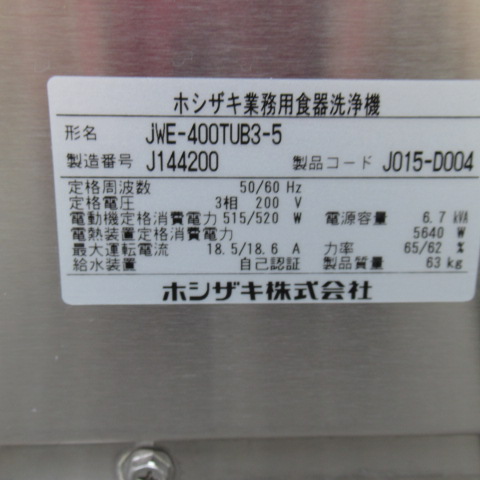 ホシザキ業務用食器洗浄機
形名 JWE-400TUB3-5
製造番号 J144200 製品コード J015-D004
定格周波数 50/60 Hz
定格電圧 3相 200 V
電動機定格消費電力 515/520 W 電源容量 6.7 kVA
電熱装置定格消費電力 5640 W
最大運転電流 18.5/18.6 A 力率 65/62 %
給水装置 自己認証 製品質量 63 kg
ホシザキ株式会社